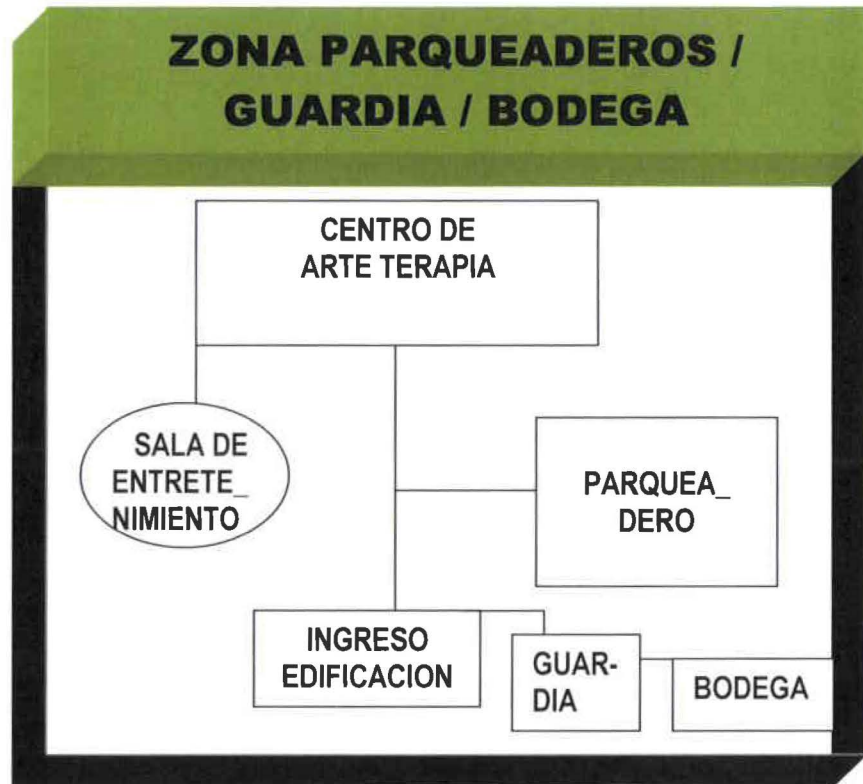 ZONA PARQUEADEROS /
GUARDIA / BODEGA
CENTRO DE
ARTE TERAPIA
SALA DE
ENTRETE_
NIMIENTO
PARQUEA_
DERO
INGRESO
EDIFICACION
GUAR-
DIA
BODEGA